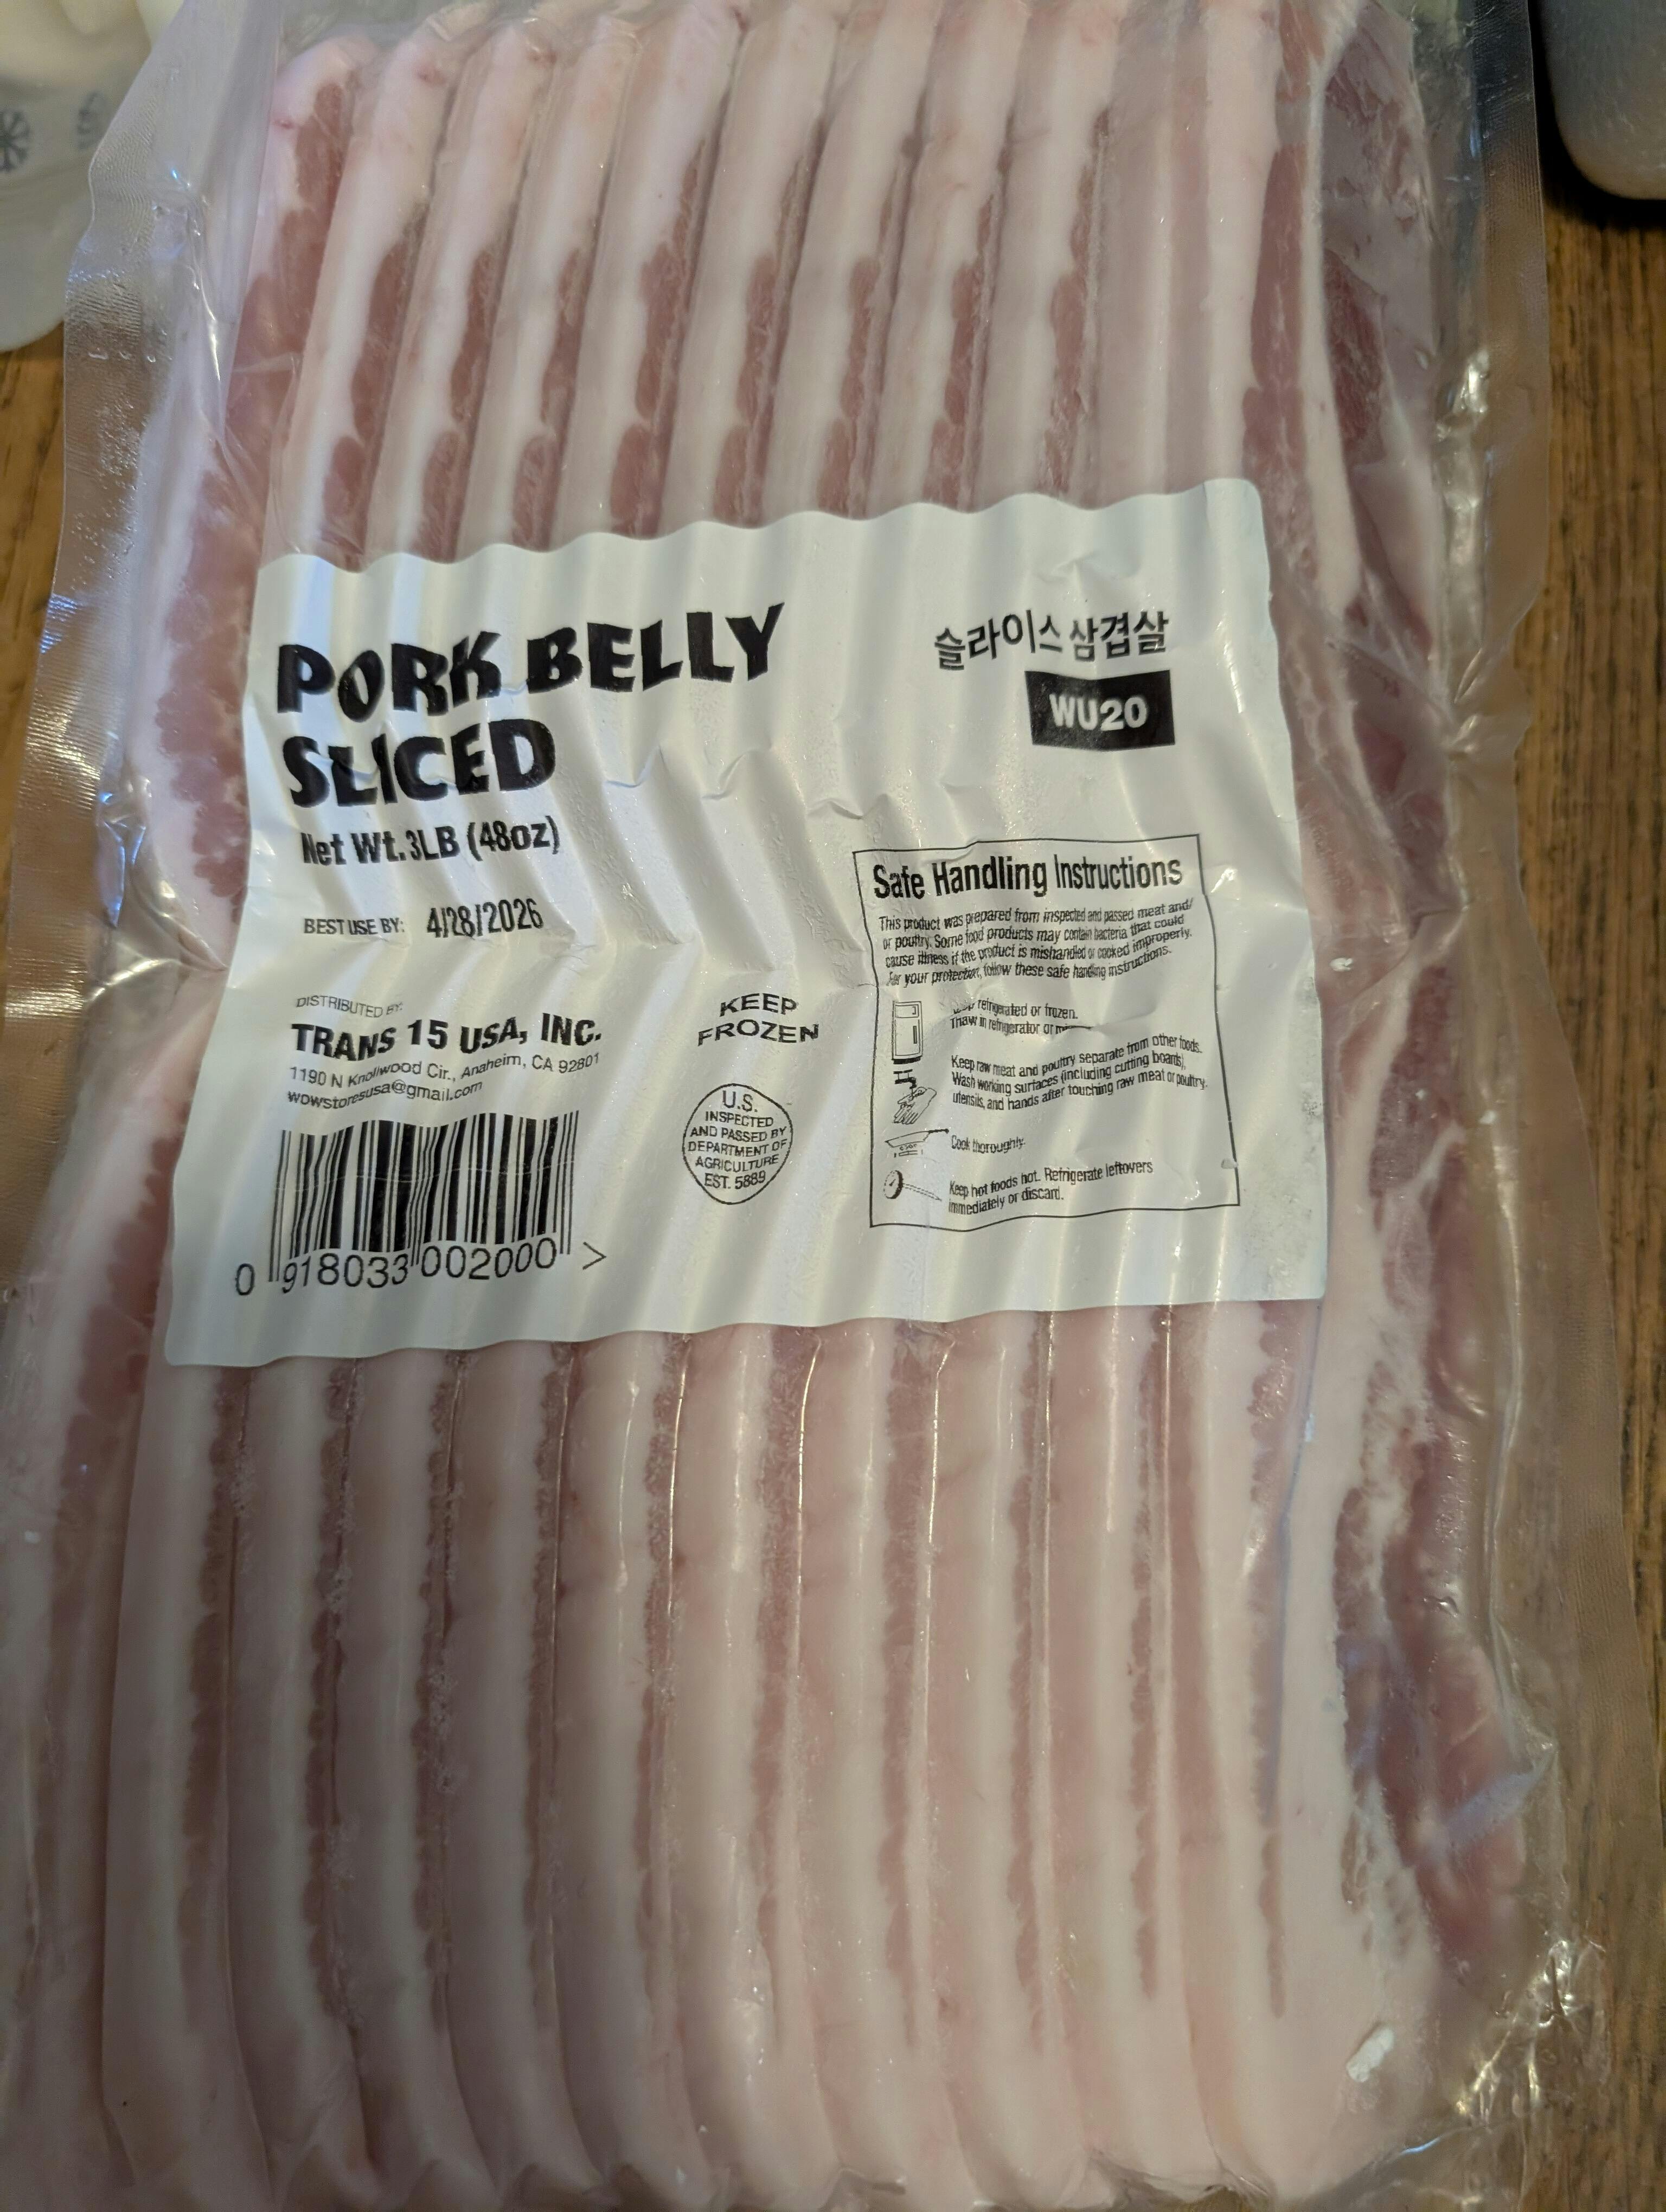 PORK BELLY
SLICED
Net Wt. 3LB (48oz)
BEST USE BY: 4/28/2026
DISTRIBUTED BY:
TRANS 15 USA, INC.
1190 N Knollwood Cir., Anaheim, CA 92801
wowstoresusa@gmail.com
0 918033 002000 >
KEEP
FROZEN
U.S.
INSPECTED
AND PASSED BY
DEPARTMENT OF
AGRICULTURE
EST. 5889
슬라이스 삼겹살
WU20
Safe Handling Instructions
This product was prepared from inspected and passed meat and/
or poultry. Some food products may contain bacteria that could
cause illness if the product is mishandled or cooked improperly.
For your protection, follow these safe handling instructions.
refrigerated or frozen.
Thaw in refrigerator or
Keep raw meat and poultry separate from other foods.
Wash working surfaces (including cutting boards),
utensils, and hands after touching raw meat or poultry.
Cook thoroughly.
Keep hot foods hot. Refrigerate leftovers
immediately or discard.